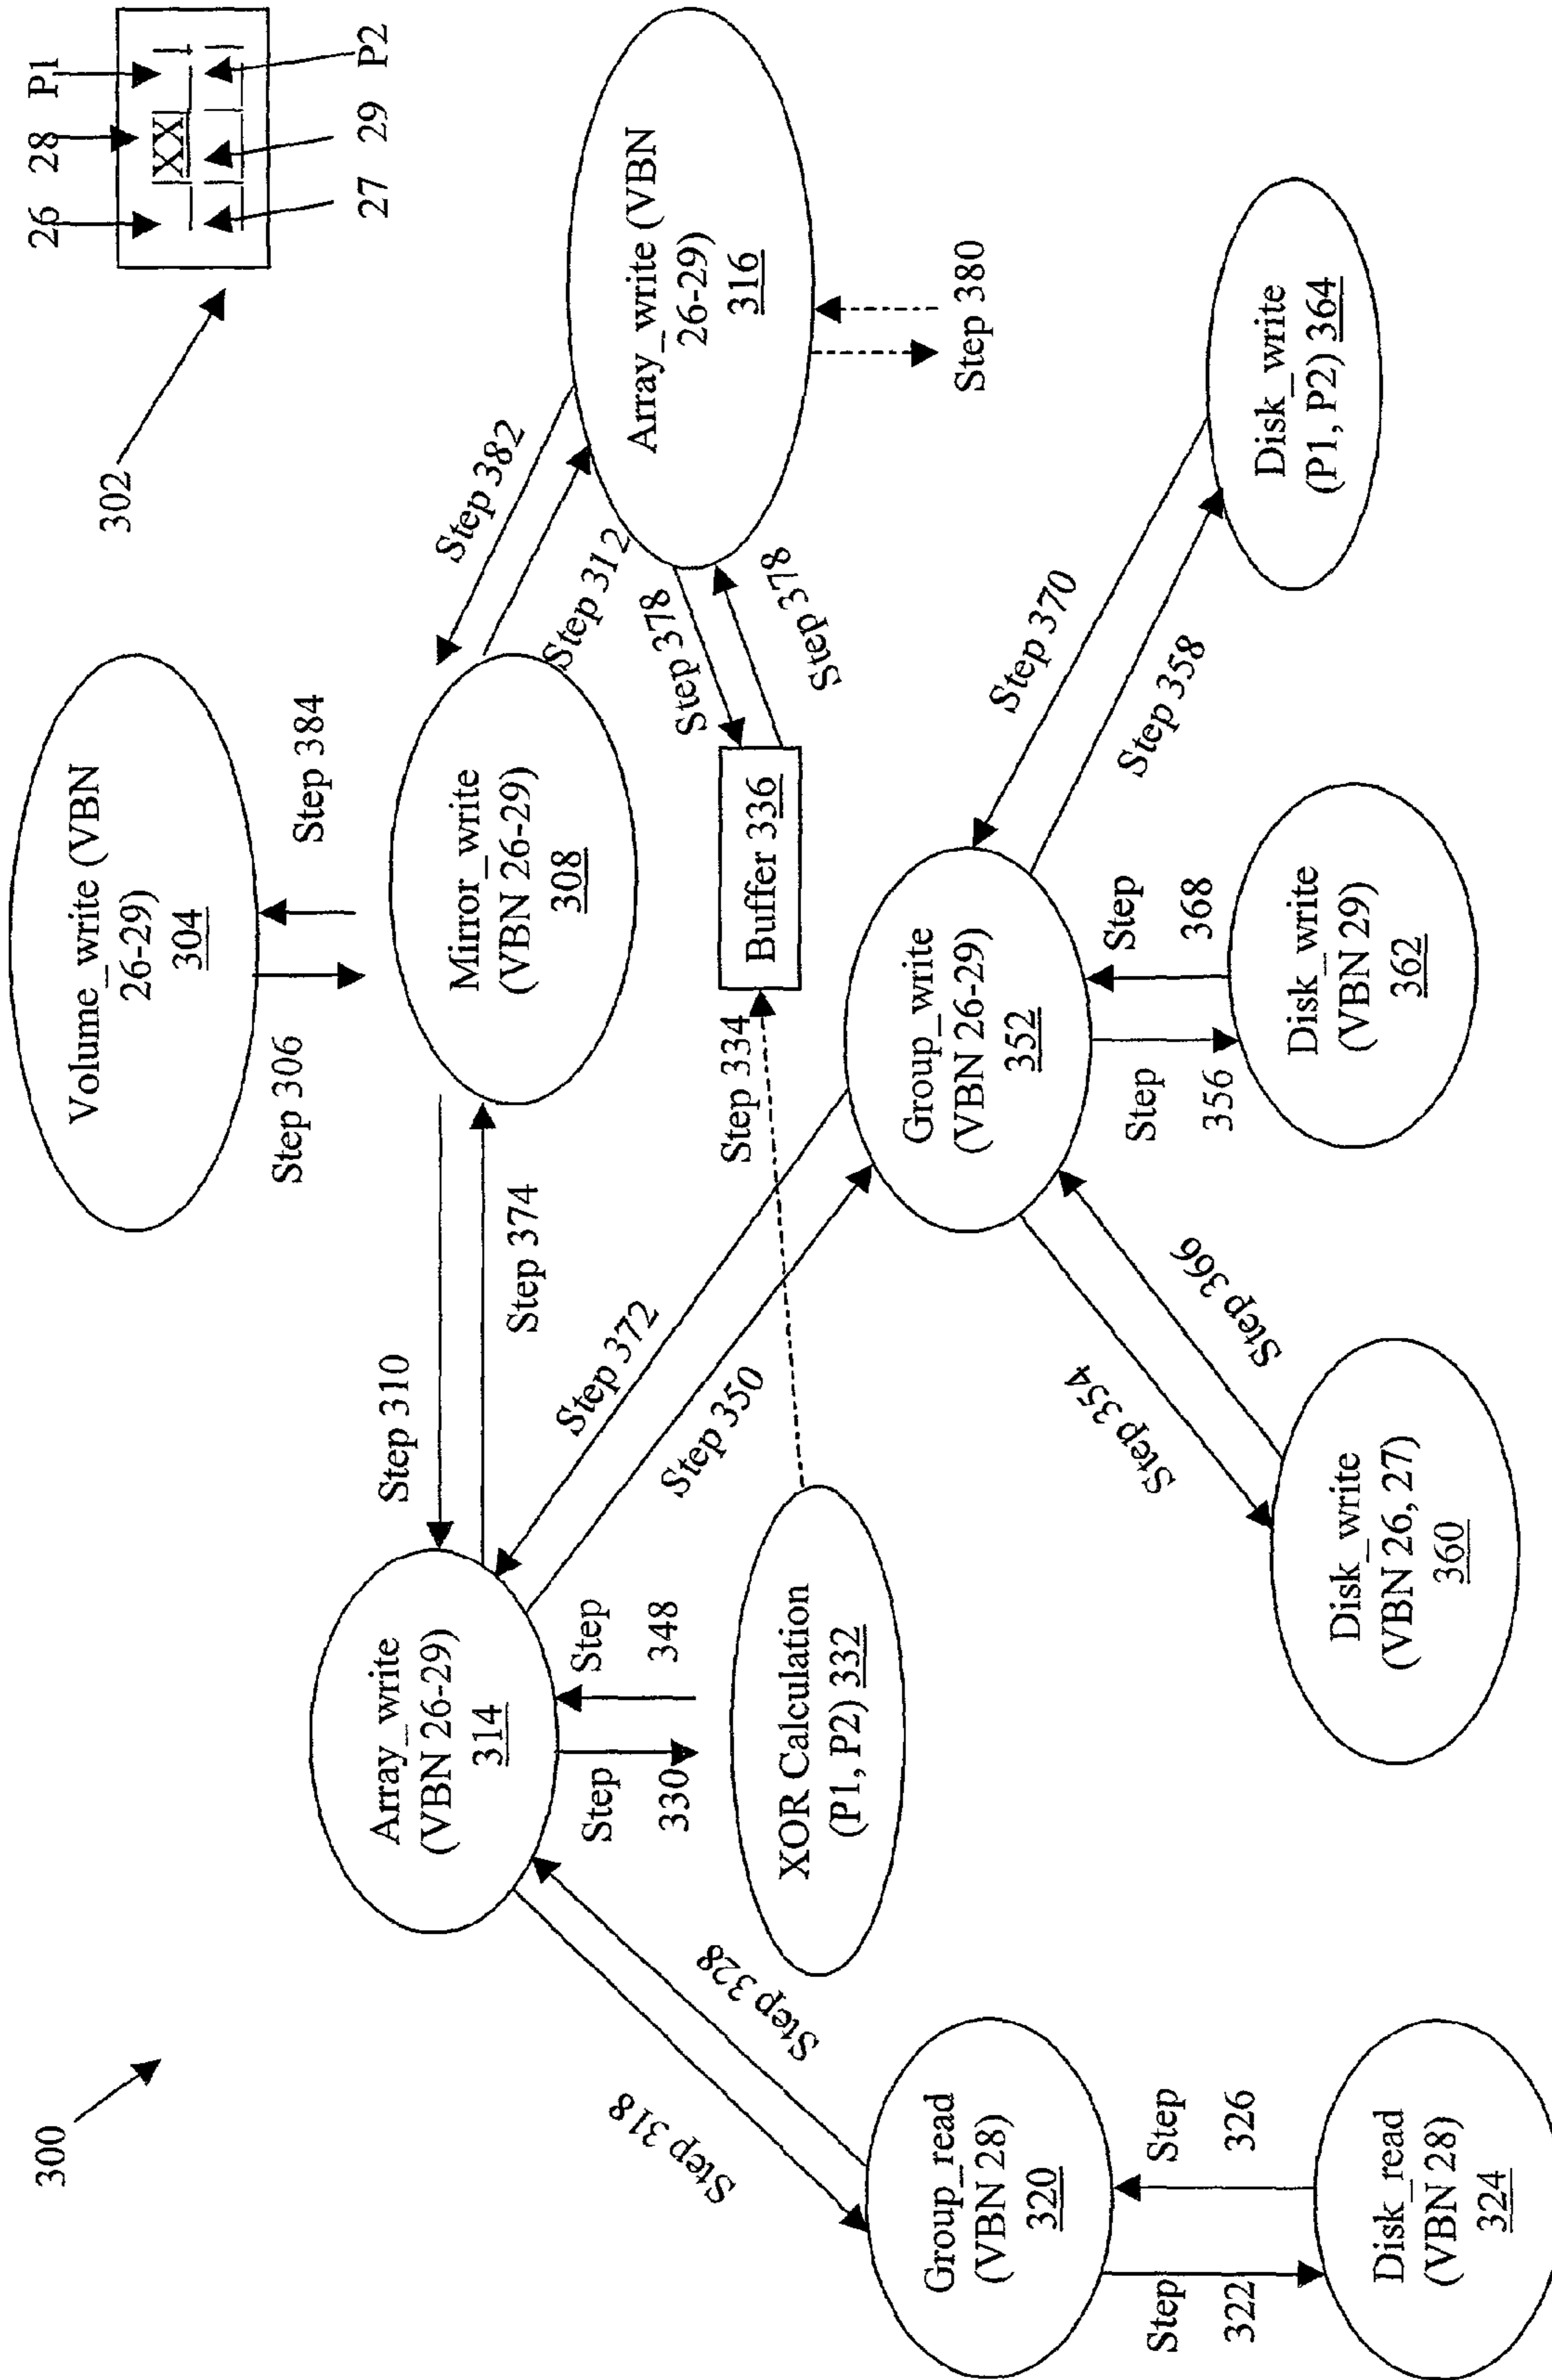 300
302
26 28 P1
XX
27 29 P2
Volume_write (VBN
26-29)
304
Step 306
Step 384
Mirror_write
(VBN 26-29)
308
Step 310
Step 374
Step 382
Step 312
Array_write
(VBN 26-29)
314
Array_write (VBN
26-29)
316
Step 378
Step 378
Step 380
Step
330
Step
348
Step 334
Buffer 336
XOR Calculation
(P1, P2) 332
Step 318
Step 328
Step 372
Step 350
Group_read
(VBN 28)
320
Step
322
Step
326
Disk_read
(VBN 28)
324
Group_write
(VBN 26-29)
352
Step 354
Step 366
Step
356
Step
368
Step 370
Step 358
Disk_write
(VBN 26, 27)
360
Disk_write
(VBN 29)
362
Disk_write
(P1, P2) 364